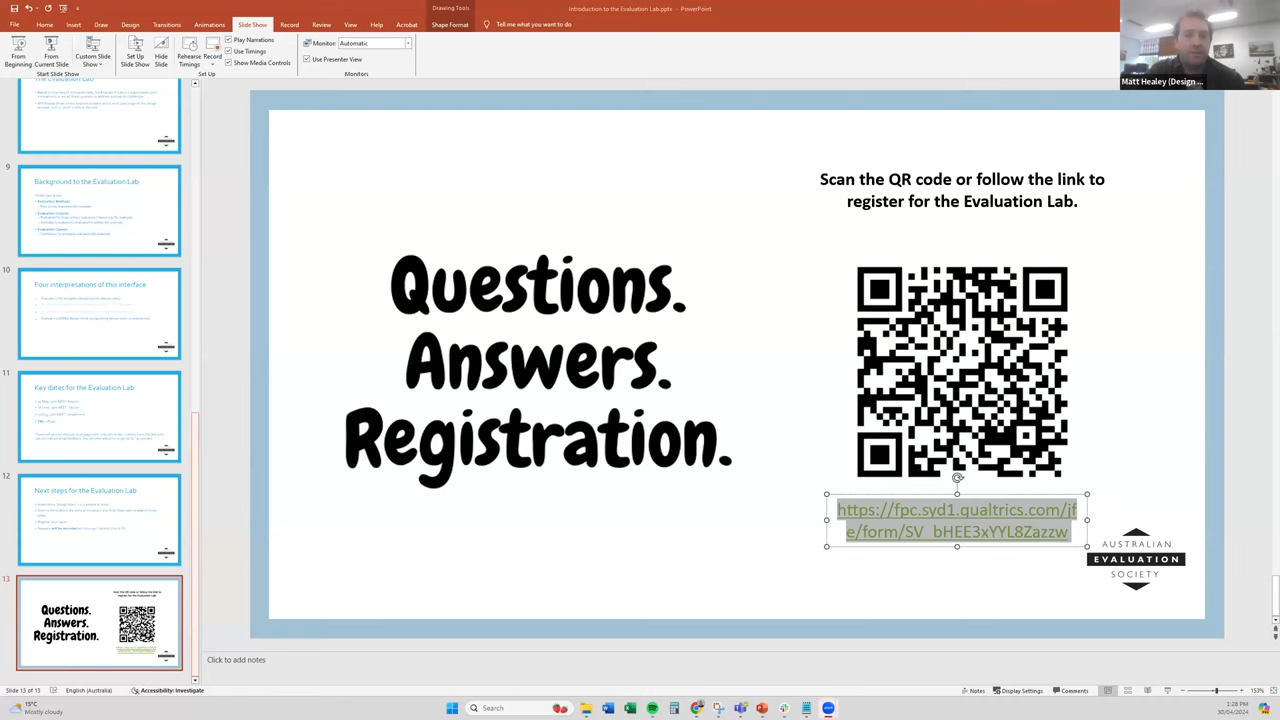 Drawing Tools
Introduction to the Evaluation Lab.pptx - PowerPoint
File Home Insert Draw Design Transitions Animations Slide Show Record Review View Help Acrobat Shape Format Tell me what you want to do
From Beginning
From Current Slide
Custom Slide Show
Start Slide Show
Set Up Slide Show
Hide Slide
Rehearse Timings
Record
Play Narrations
Use Timings
Show Media Controls
Set Up
Monitor: Automatic
Use Presenter View
Monitors
Matt Healey (Design ...
The Evaluation Lab
9
Background to the Evaluation Lab
10
Four interpretations of this interface
11
Key dates for the Evaluation Lab
12
Next steps for the Evaluation Lab
13
Questions.
Answers.
Registration.
Scan the QR code or follow the link to
register for the Evaluation Lab.
Questions.
Answers.
Registration.
https://fpoi.yd1.qualtrics.com/jf
e/form/SV_bHEE3xYYL8Zazzw
AUSTRALIAN
EVALUATION
SOCIETY
Click to add notes
Slide 13 of 13 English (Australia) Accessibility: Investigate
Notes Display Settings Comments 153%
15°C
Mostly cloudy
Search
1:28 PM
30/04/2024